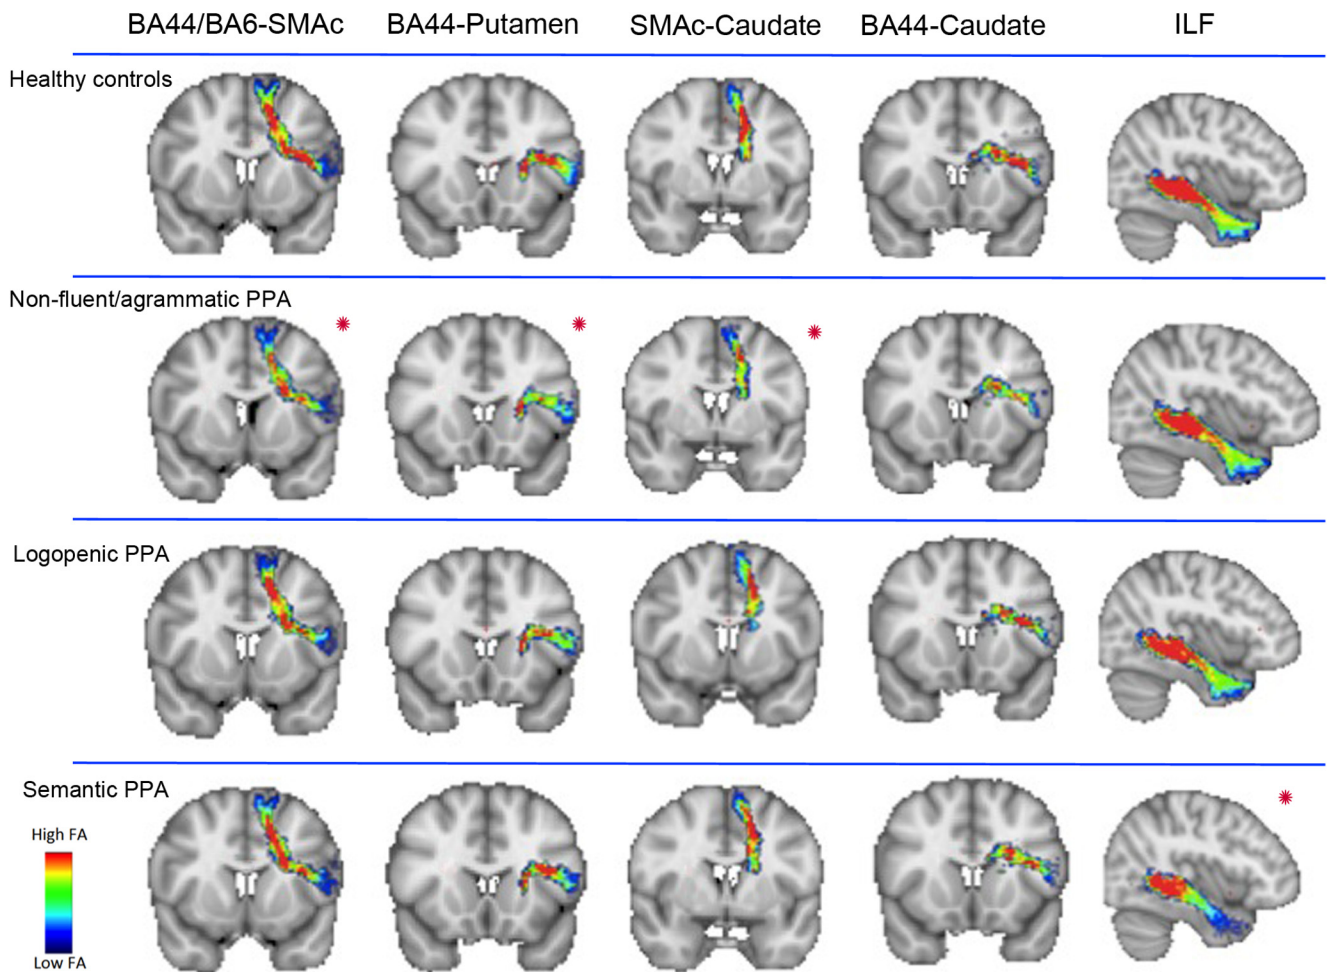 BA44/BA6-SMAc BA44-Putamen SMAc-Caudate BA44-Caudate ILF
Healthy controls
Non-fluent/agrammatic PPA
Logopenic PPA
Semantic PPA
High FA
Low FA